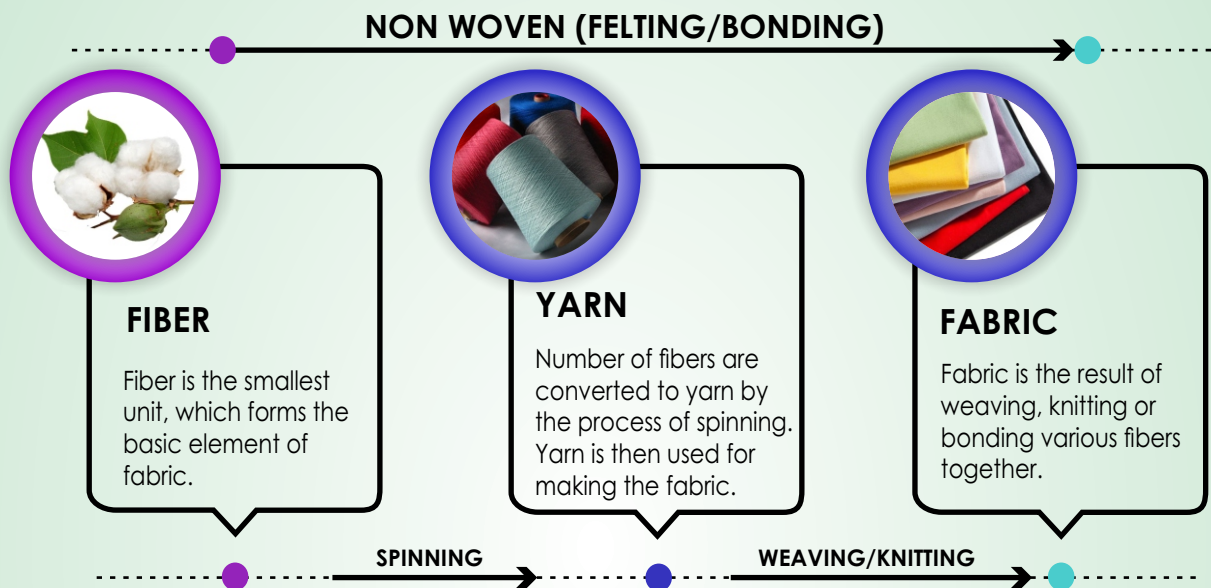 NON WOVEN (FELTING/BONDING)
FIBER
Fiber is the smallest
unit, which forms the
basic element of
fabric.
YARN
Number of fibers are
converted to yarn by
the process of spinning.
Yarn is then used for
making the fabric.
FABRIC
Fabric is the result of
weaving, knitting or
bonding various fibers
together.
SPINNING
WEAVING/KNITTING